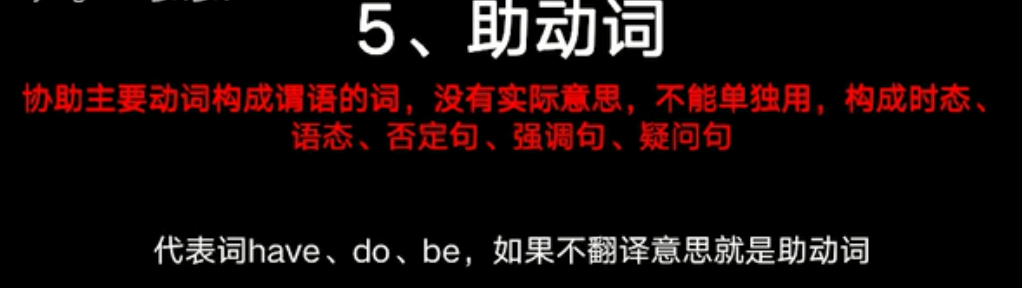 5、助动词
协助主要动词构成谓语的词，没有实际意思，不能单独用，构成时态、
语态、否定句、强调句、疑问句
代表词have、do、be，如果不翻译意思就是助动词